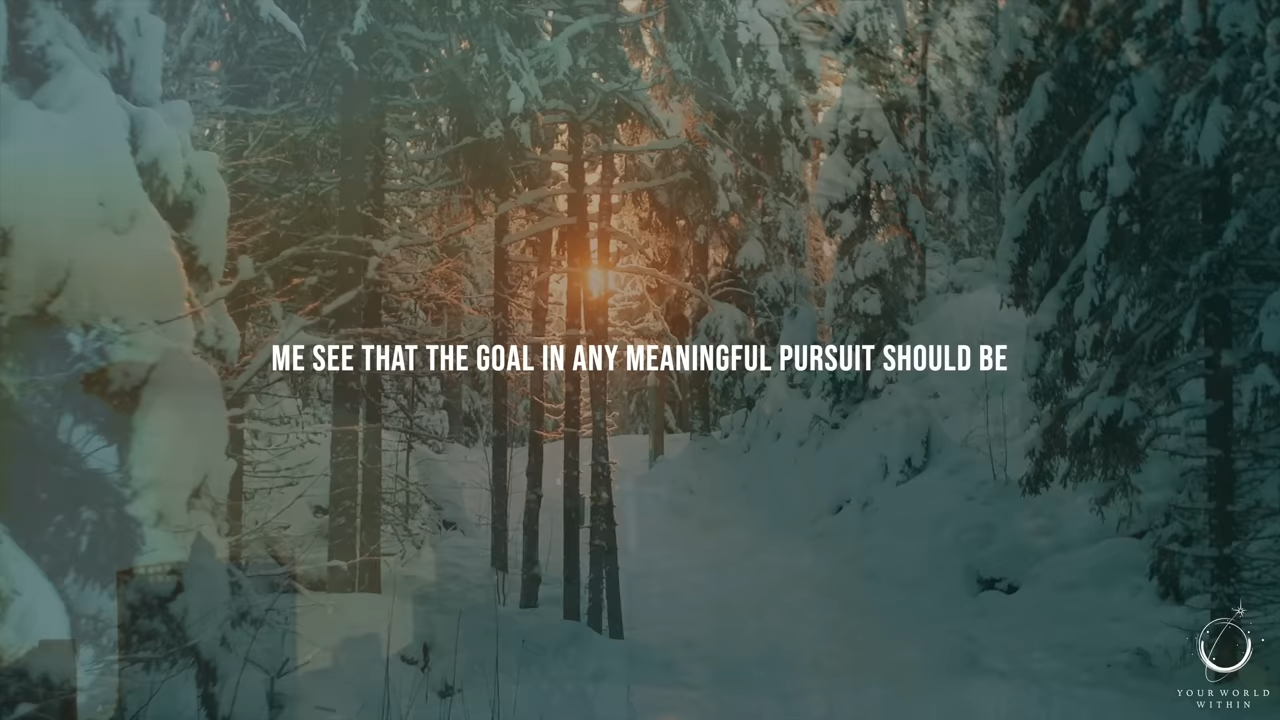 ME SEE THAT THE GOAL IN ANY MEANINGFUL PURSUIT SHOULD BE
YOUR WORLD
WITHIN